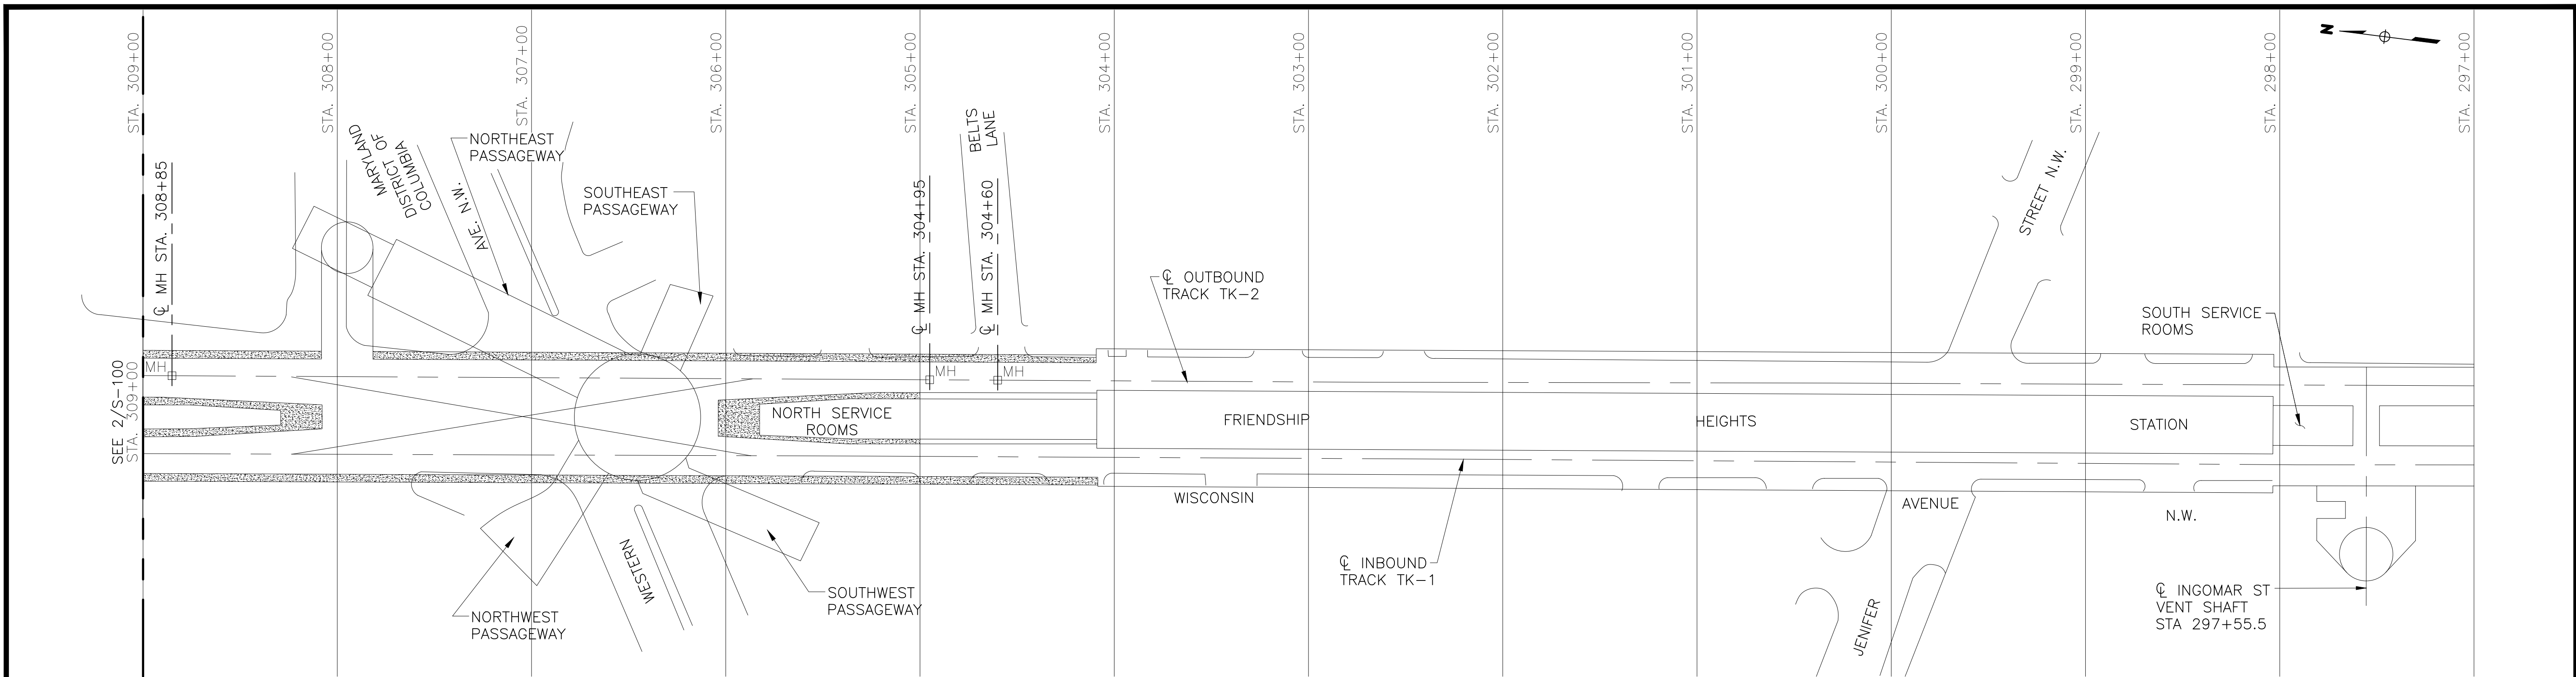 STA. 309+00
STA. 308+00
STA. 307+00
STA. 306+00
STA. 305+00
STA. 304+00
STA. 303+00
STA. 302+00
STA. 301+00
STA. 300+00
STA. 299+00
STA. 298+00
STA. 297+00
N
℄ MH STA. 308+85
MARYLAND
DISTRICT OF
COLUMBIA
AVE. N.W.
NORTHEAST
PASSAGEWAY
SOUTHEAST
PASSAGEWAY
℄ MH STA. 304+95
℄ MH STA. 304+60
BELTS
LANE
℄ OUTBOUND
TRACK TK-2
STREET N.W.
SOUTH SERVICE
ROOMS
SEE 2/S-100
STA. 309+00
MH
MH
MH
NORTH SERVICE
ROOMS
FRIENDSHIP
HEIGHTS
STATION
WISCONSIN
AVENUE
N.W.
NORTHWEST
PASSAGEWAY
WESTERN
SOUTHWEST
PASSAGEWAY
℄ INBOUND
TRACK TK-1
JENIFER
℄ INGOMAR ST
VENT SHAFT
STA 297+55.5